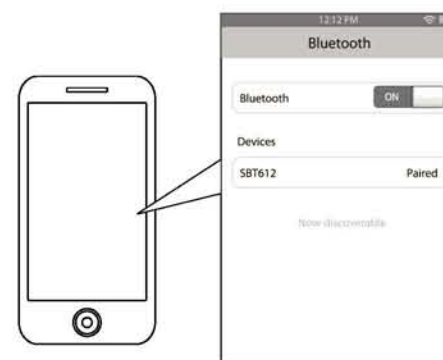 12:12 PM
Bluetooth
Bluetooth ON
Devices
SBT612 Paired
Now discoverable